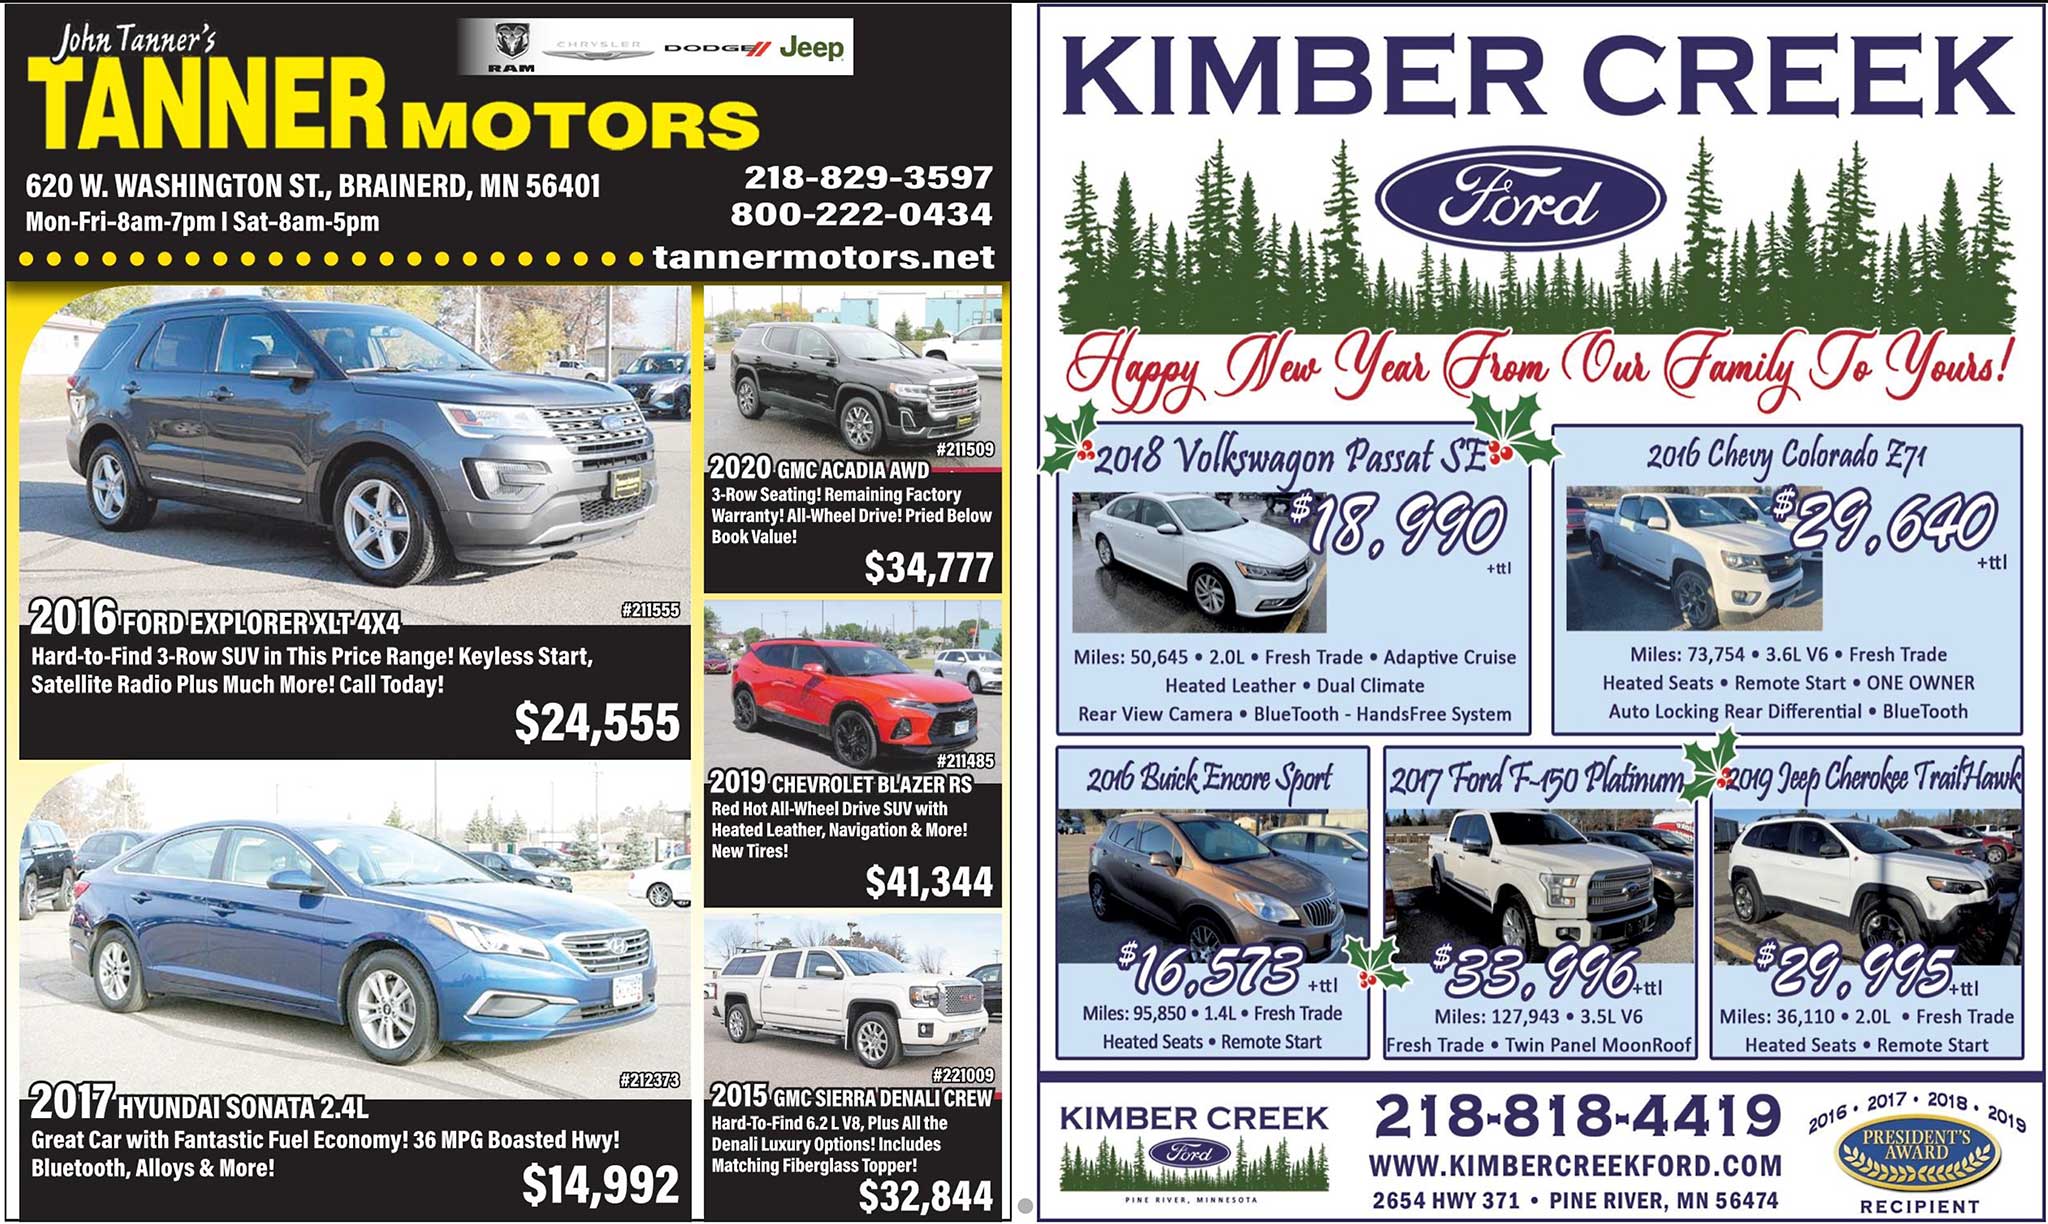 John Tanner's
TANNER MOTORS
RAM
CHRYSLER
DODGE
Jeep
620 W. WASHINGTON ST., BRAINERD, MN 56401
Mon-Fri-8am-7pm I Sat-8am-5pm
218-829-3597
800-222-0434
tannermotors.net
#211555
2016 FORD EXPLORER XLT 4X4
Hard-to-Find 3-Row SUV in This Price Range! Keyless Start,
Satellite Radio Plus Much More! Call Today!
$24,555
#212373
2017 HYUNDAI SONATA 2.4L
Great Car with Fantastic Fuel Economy! 36 MPG Boasted Hwy!
Bluetooth, Alloys & More!
$14,992
#211509
2020 GMC ACADIA AWD
3-Row Seating! Remaining Factory
Warranty! All-Wheel Drive! Pried Below
Book Value!
$34,777
#211485
2019 CHEVROLET BLAZER RS
Red Hot All-Wheel Drive SUV with
Heated Leather, Navigation & More!
New Tires!
$41,344
#221009
2015 GMC SIERRA DENALI CREW
Hard-To-Find 6.2 L V8, Plus All the
Denali Luxury Options! Includes
Matching Fiberglass Topper!
$32,844
KIMBER CREEK
Ford
Happy New Year From Our Family To Yours!
2018 Volkswagon Passat SE
$18,990
+ttl
Miles: 50,645 • 2.0L • Fresh Trade • Adaptive Cruise
Heated Leather • Dual Climate
Rear View Camera • BlueTooth - HandsFree System
2016 Chevy Colorado Z71
$29,640
+ttl
Miles: 73,754 • 3.6L V6 • Fresh Trade
Heated Seats • Remote Start • ONE OWNER
Auto Locking Rear Differential • BlueTooth
2016 Buick Encore Sport
$16,573 +ttl
Miles: 95,850 • 1.4L • Fresh Trade
Heated Seats • Remote Start
2017 Ford F-150 Platinum
$33,996 +ttl
Miles: 127,943 • 3.5L V6
Fresh Trade • Twin Panel MoonRoof
2019 Jeep Cherokee TrailHawk
$29,995 +ttl
Miles: 36,110 • 2.0L • Fresh Trade
Heated Seats • Remote Start
KIMBER CREEK
Ford
PINE RIVER, MINNESOTA
218-818-4419
WWW.KIMBERCREEKFORD.COM
2654 HWY 371 • PINE RIVER, MN 56474
2016 • 2017 • 2018 • 2019
PRESIDENT'S
AWARD
RECIPIENT